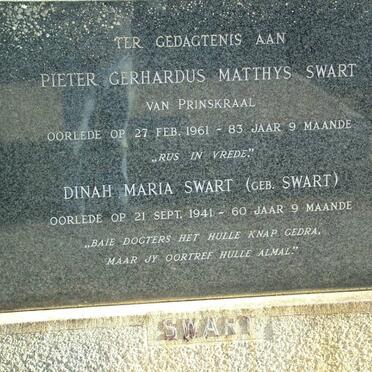 TER GEDAGTENIS AAN
PIETER GERHARDUS MATTHYS SWART
VAN PRINSKRAAL
OORLEDE OP 27 FEB. 1961 - 83 JAAR 9 MAANDE
„RUS IN VREDE."
DINAH MARIA SWART (GEB. SWART)
OORLEDE OP 21 SEPT. 1941 - 60 JAAR 9 MAANDE
„BAIE DOGTERS HET HULLE KNAP GEDRA,
MAAR JY OORTREF HULLE ALMAL."
SWART